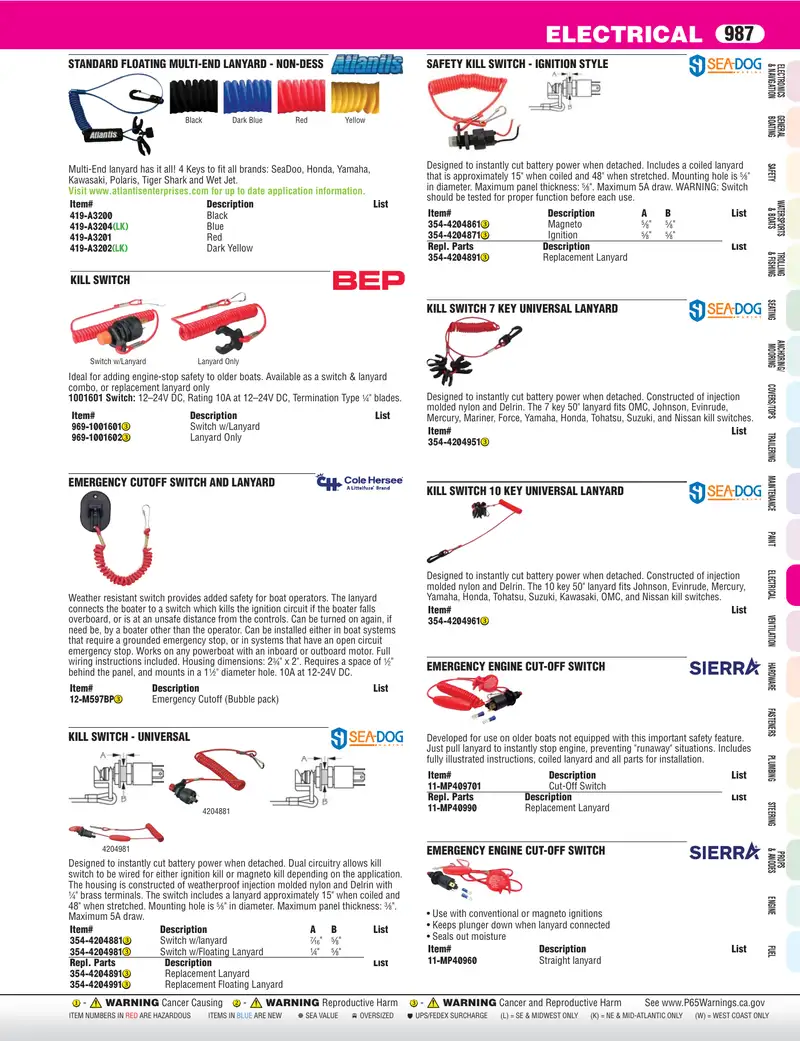 ELECTRICAL 987
STANDARD FLOATING MULTI-END LANYARD - NON-DESS
Atlantis
Atlantis
Black Dark Blue Red Yellow
Multi-End lanyard has it all! 4 Keys to fit all brands: SeaDoo, Honda, Yamaha,
Kawasaki, Polaris, Tiger Shark and Wet Jet.
Visit www.atlantisenterprises.com for up to date application information.
Item# Description List
419-A3200 Black
419-A3204(LK) Blue
419-A3201 Red
419-A3202(LK) Dark Yellow
KILL SWITCH
BEP
Switch w/Lanyard Lanyard Only
Ideal for adding engine-stop safety to older boats. Available as a switch & lanyard
combo, or replacement lanyard only
1001601 Switch: 12–24V DC, Rating 10A at 12–24V DC, Termination Type ¼" blades.
Item# Description List
969-1001601③ Switch w/Lanyard
969-1001602③ Lanyard Only
EMERGENCY CUTOFF SWITCH AND LANYARD
CH Cole Hersee
A Littelfuse Brand
Weather resistant switch provides added safety for boat operators. The lanyard
connects the boater to a switch which kills the ignition circuit if the boater falls
overboard, or is at an unsafe distance from the controls. Can be turned on again, if
need be, by a boater other than the operator. Can be installed either in boat systems
that require a grounded emergency stop, or in systems that have an open circuit
emergency stop. Works on any powerboat with an inboard or outboard motor. Full
wiring instructions included. Housing dimensions: 2¾" x 2". Requires a space of ½"
behind the panel, and mounts in a 1½" diameter hole. 10A at 12-24V DC.
Item# Description List
12-M597BP③ Emergency Cutoff (Bubble pack)
KILL SWITCH - UNIVERSAL
SEA-DOG
MARINE
A
B
A
B
4204881
4204981
Designed to instantly cut battery power when detached. Dual circuitry allows kill
switch to be wired for either ignition kill or magneto kill depending on the application.
The housing is constructed of weatherproof injection molded nylon and Delrin with
¼" brass terminals. The switch includes a lanyard approximately 15" when coiled and
48" when stretched. Mounting hole is ⅝" in diameter. Maximum panel thickness: ⅜".
Maximum 5A draw.
Item# Description A B List
354-4204881③ Switch w/lanyard 7⁄16" ⅝"
354-4204981③ Switch w/Floating Lanyard ¼" ⅝"
Repl. Parts Description List
354-4204891③ Replacement Lanyard
354-4204991③ Replacement Floating Lanyard
SAFETY KILL SWITCH - IGNITION STYLE
SEA-DOG
MARINE
A
B
Designed to instantly cut battery power when detached. Includes a coiled lanyard
that is approximately 15" when coiled and 48" when stretched. Mounting hole is ⅝"
in diameter. Maximum panel thickness: ⅝". Maximum 5A draw. WARNING: Switch
should be tested for proper function before each use.
Item# Description A B List
354-4204861③ Magneto ⅝" ⅝"
354-4204871③ Ignition ⅝" ⅝"
Repl. Parts Description List
354-4204891③ Replacement Lanyard
KILL SWITCH 7 KEY UNIVERSAL LANYARD
SEA-DOG
MARINE
Designed to instantly cut battery power when detached. Constructed of injection
molded nylon and Delrin. The 7 key 50" lanyard fits OMC, Johnson, Evinrude,
Mercury, Mariner, Force, Yamaha, Honda, Tohatsu, Suzuki, and Nissan kill switches.
Item# List
354-4204951③
KILL SWITCH 10 KEY UNIVERSAL LANYARD
SEA-DOG
MARINE
Designed to instantly cut battery power when detached. Constructed of injection
molded nylon and Delrin. The 10 key 50" lanyard fits Johnson, Evinrude, Mercury,
Yamaha, Honda, Tohatsu, Suzuki, Kawasaki, OMC, and Nissan kill switches.
Item# List
354-4204961③
EMERGENCY ENGINE CUT-OFF SWITCH
SIERRA
Developed for use on older boats not equipped with this important safety feature.
Just pull lanyard to instantly stop engine, preventing "runaway" situations. Includes
fully illustrated instructions, coiled lanyard and all parts for installation.
Item# Description List
11-MP409701 Cut-Off Switch
Repl. Parts Description List
11-MP40990 Replacement Lanyard
EMERGENCY ENGINE CUT-OFF SWITCH
SIERRA
• Use with conventional or magneto ignitions
• Keeps plunger down when lanyard connected
• Seals out moisture
Item# Description List
11-MP40960 Straight lanyard
ELECTRONICS
& NAVIGATION
GENERAL
BOATING
SAFETY
WATERSPORTS
& BOATS
TROLLING
& FISHING
SEATING
ANCHORING/
MOORING
COVERS/TOPS
TRAILERING
MAINTENANCE
PAINT
ELECTRICAL
VENTILATION
HARDWARE
FASTENERS
PLUMBING
STEERING
PROPS
& ANODES
ENGINE
FUEL
① - WARNING Cancer Causing ② - WARNING Reproductive Harm ③ - WARNING Cancer and Reproductive Harm See www.P65Warnings.ca.gov
ITEM NUMBERS IN RED ARE HAZARDOUS ITEMS IN BLUE ARE NEW SEA VALUE OVERSIZED UPS/FEDEX SURCHARGE (L) = SE & MIDWEST ONLY (K) = NE & MID-ATLANTIC ONLY (W) = WEST COAST ONLY